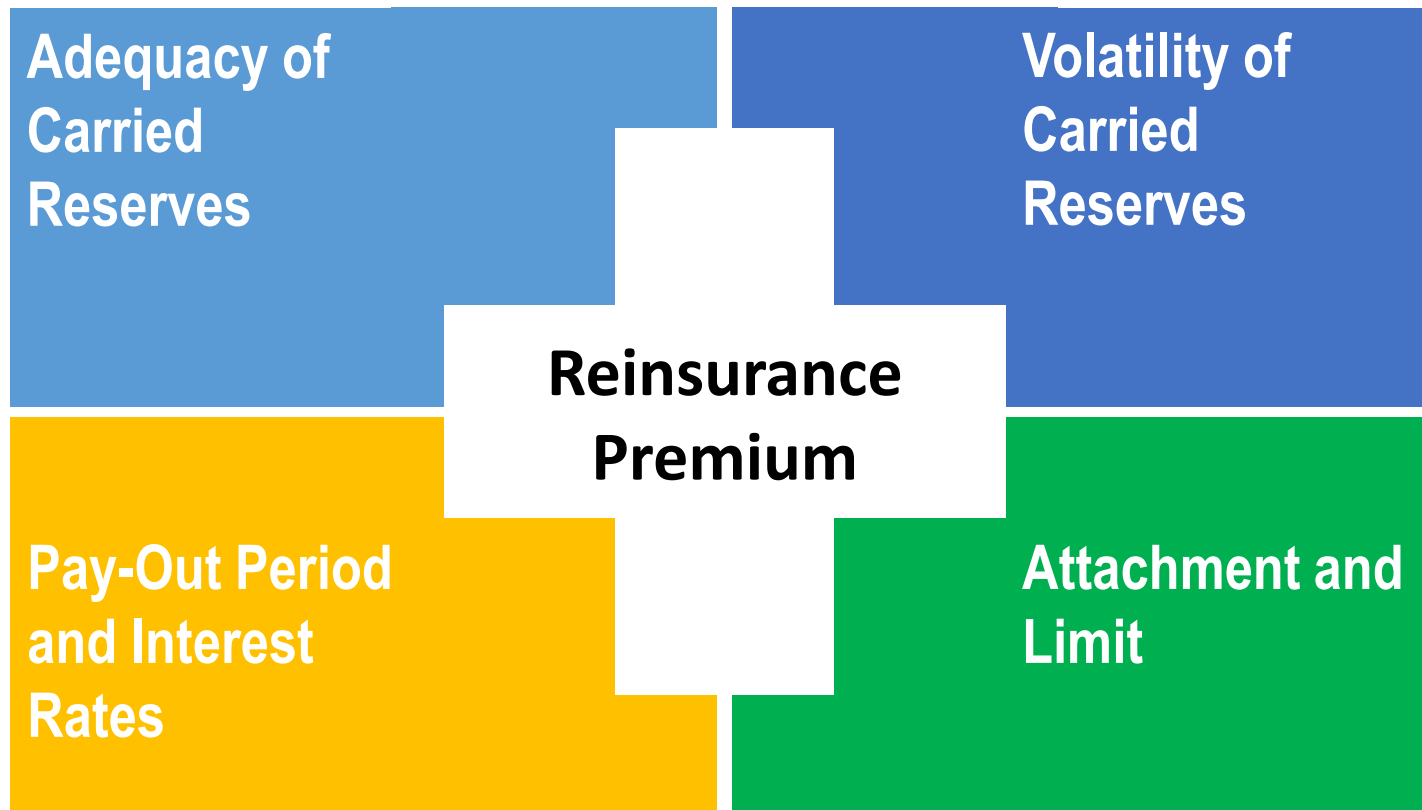 Adequacy of
Carried
Reserves
Volatility of
Carried
Reserves
Reinsurance
Premium
Pay-Out Period
and Interest
Rates
Attachment and
Limit